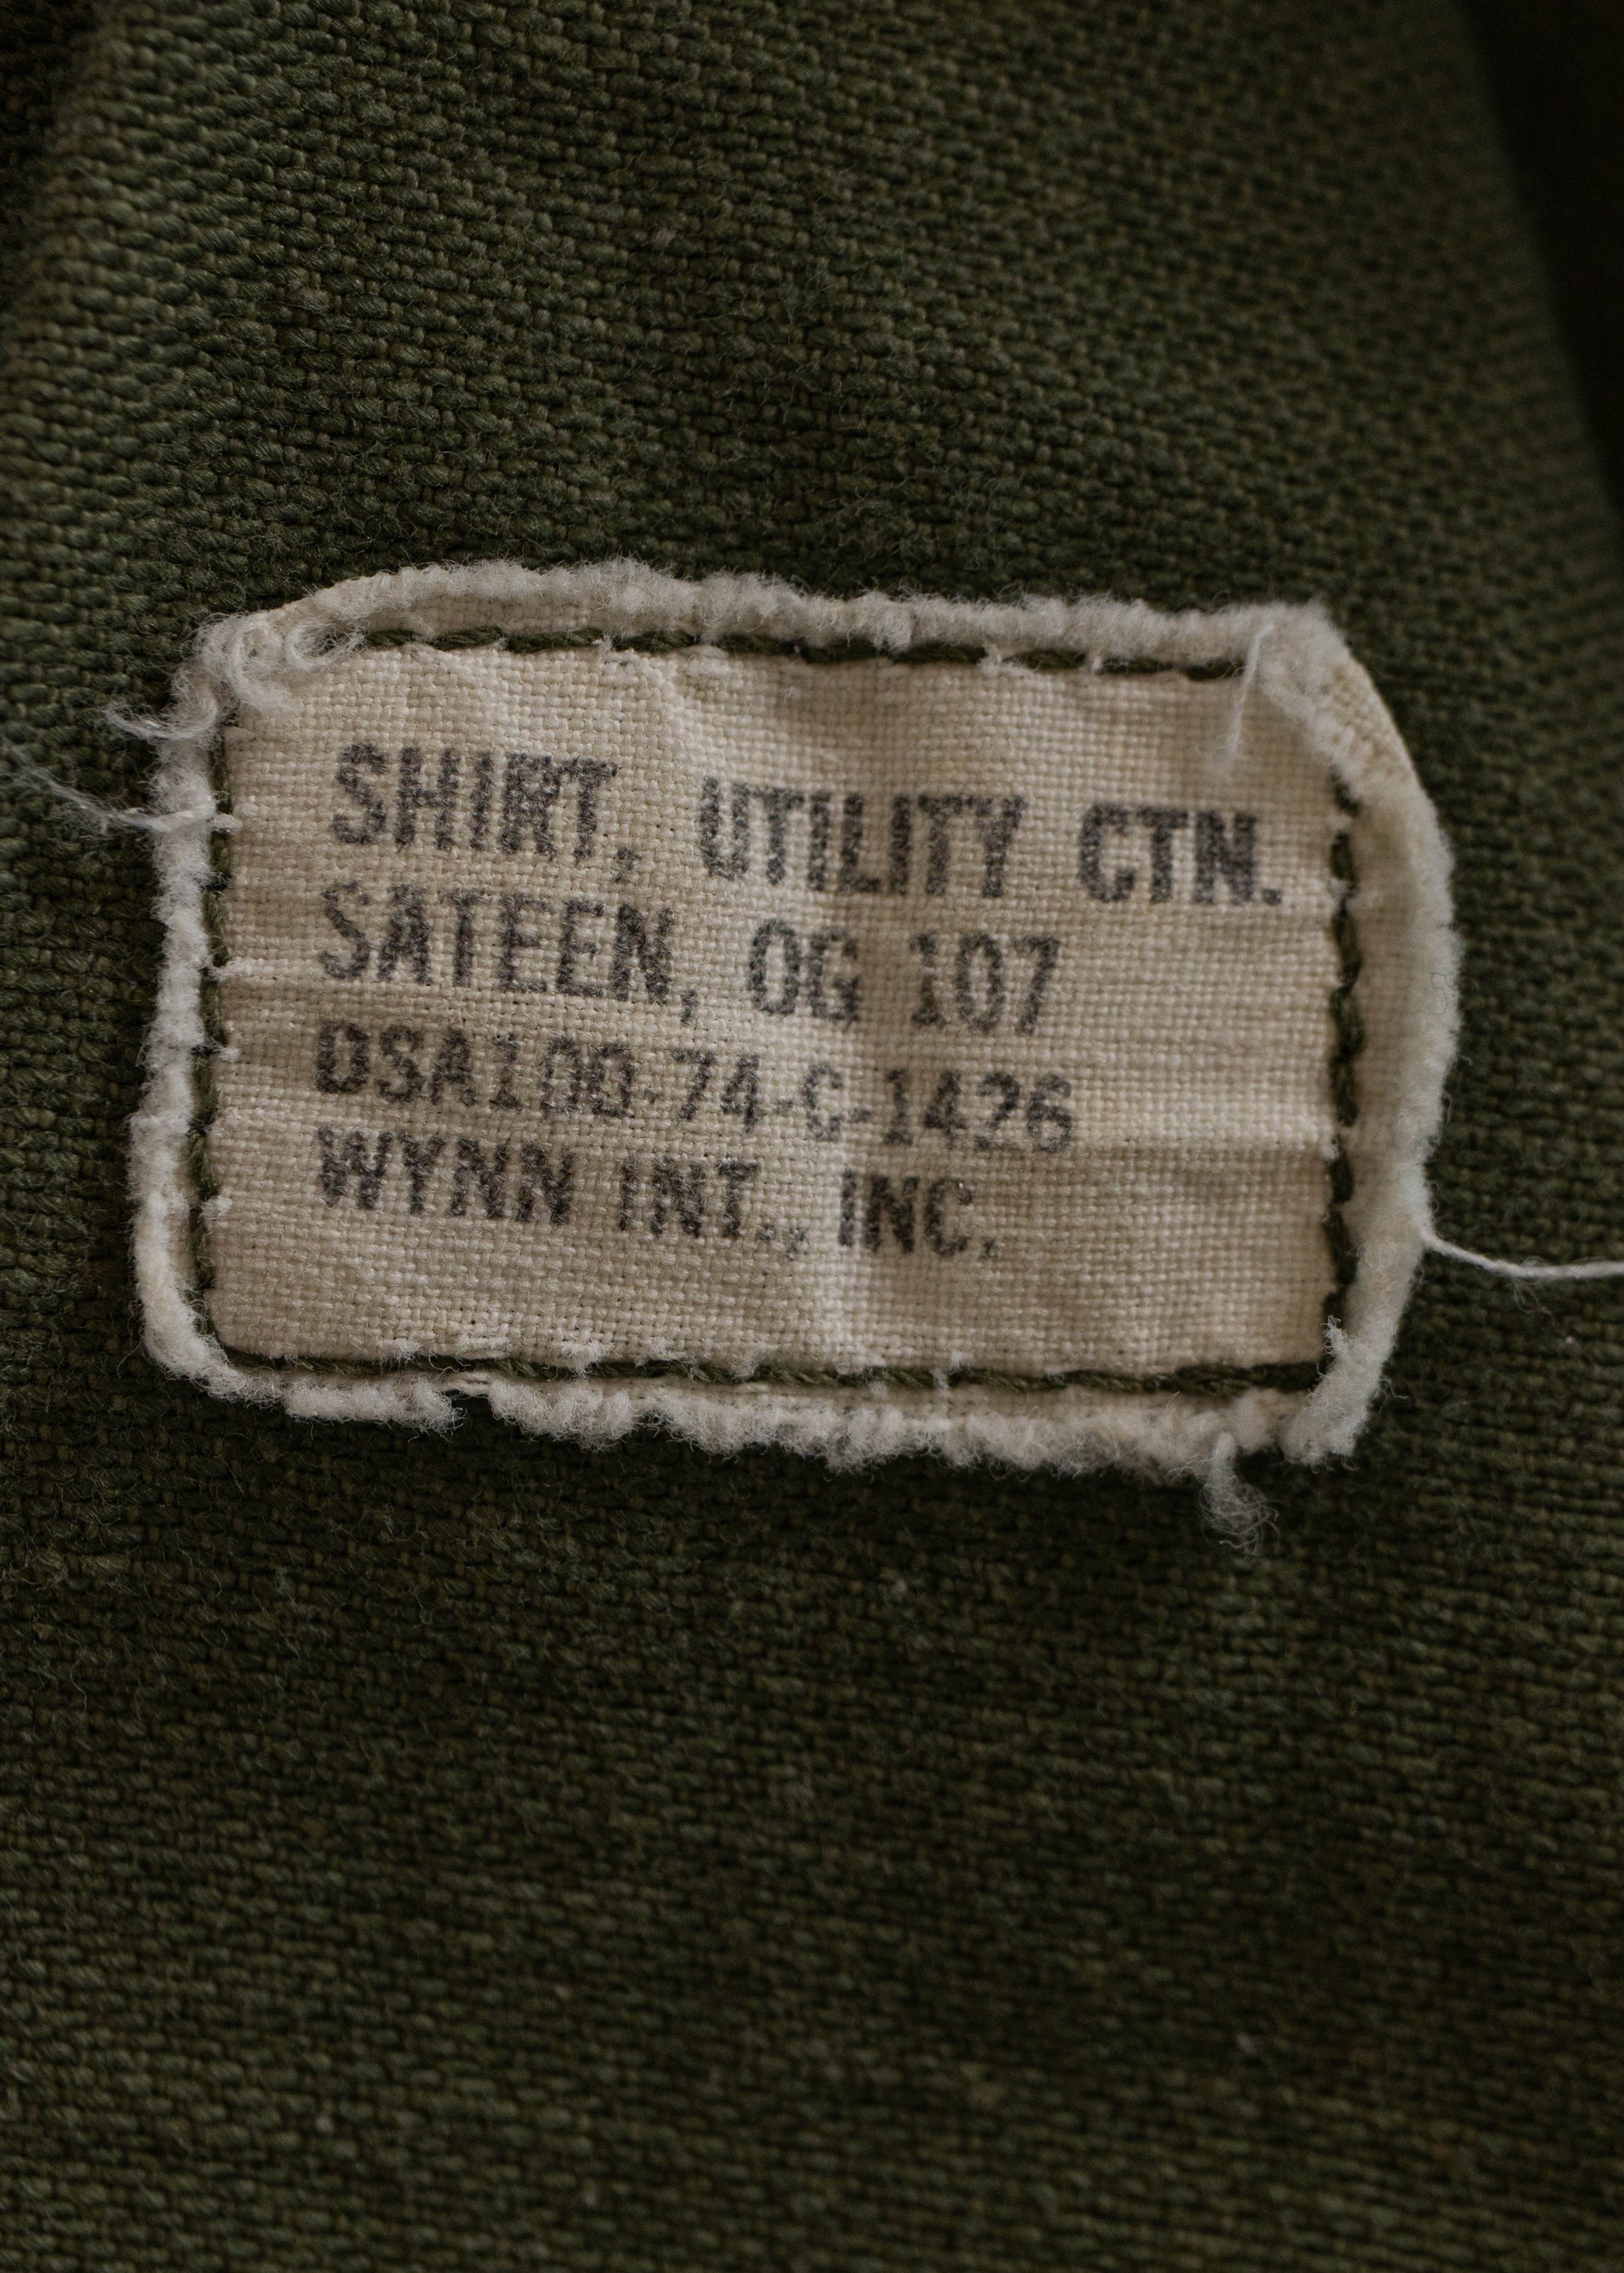 SHIRT, UTILITY CTN.
SATEEN, OG 107
DSA100-74-C-1426
WYNN INT., INC.